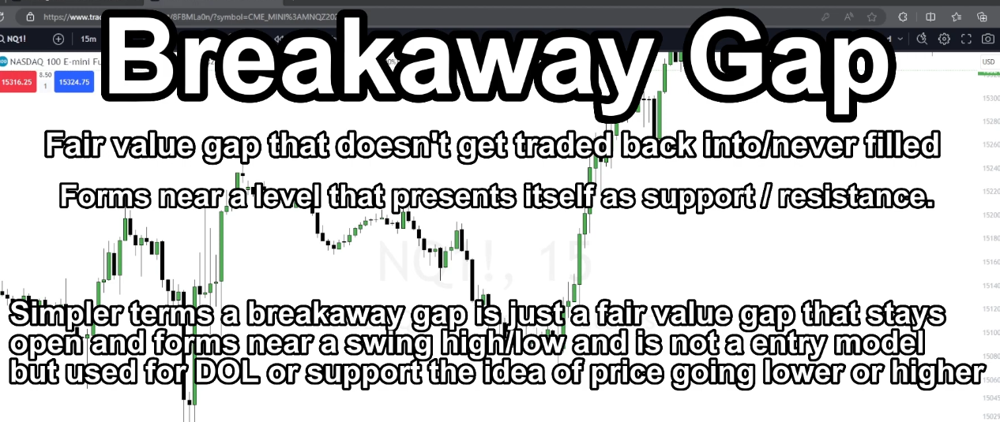 https://www.tra /8FBMLa0n/?symbol=CME_MINI%3AMNQZ202
NQ1! 15m
Breakaway Gap
NASDAQ 100 E-mini Fu
USD
15316.25 8.50 1 15324.75
Fair value gap that doesn't get traded back into/never filled
Forms near a level that presents itself as support / resistance.
NQ1!, 15
Simpler terms a breakaway gap is just a fair value gap that stays
open and forms near a swing high/low and is not a entry model
but used for DOL or support the idea of price going lower or higher
15300
15280
15260
15240
15220
15200
15180
15160
15140
15120
15100
15080
15060